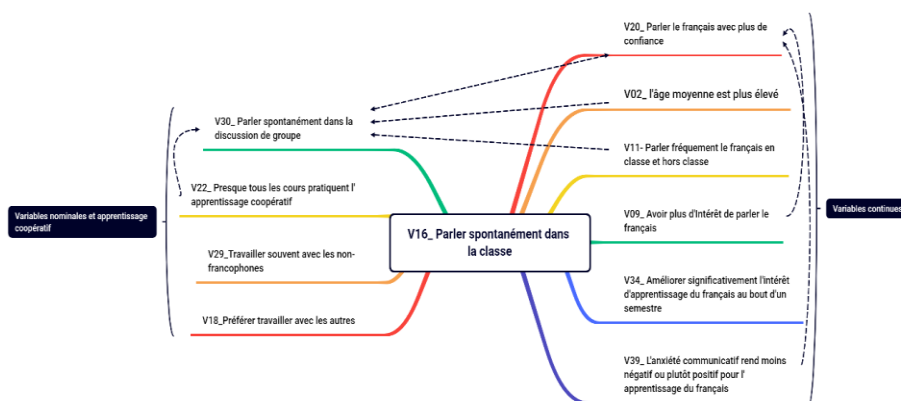 V20_ Parler le français avec plus de
confiance
V02_ l'âge moyenne est plus élevé
V30_ Parler spontanément dans la
discussion de groupe
V11- Parler fréquement le français en
classe et hors classe
V22_ Presque tous les cours pratiquent l'
apprentissage coopératif
Variables nominales et apprentissage
coopératif
V09_ Avoir plus d'Intérêt de parler le
français
Variables continues
V16_ Parler spontanément dans
la classe
V29_Travailler souvent avec les non-
francophones
V34_ Améliorer significativement l'intérêt
d'apprentissage du français au bout d'un
semestre
V18_Préférer travailler avec les autres
V39_ L'anxiété communicatif rend moins
négatif ou plutôt positif pour l'
apprentissage du français